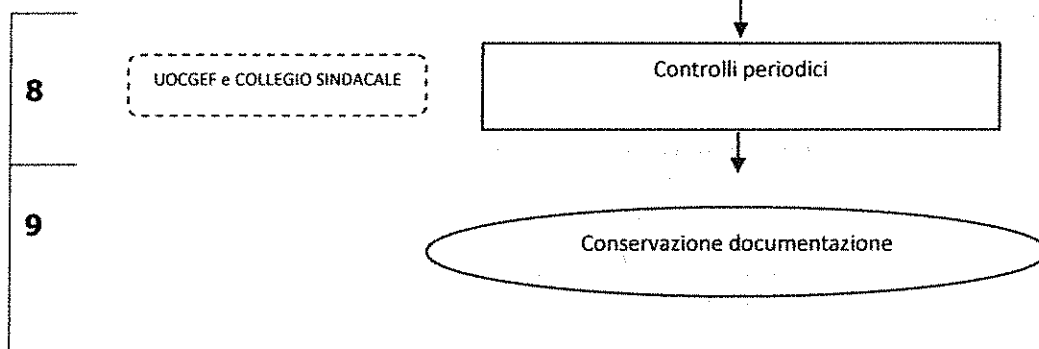 8
UOCGEF e COLLEGIO SINDACALE
Controlli periodici
9
Conservazione documentazione